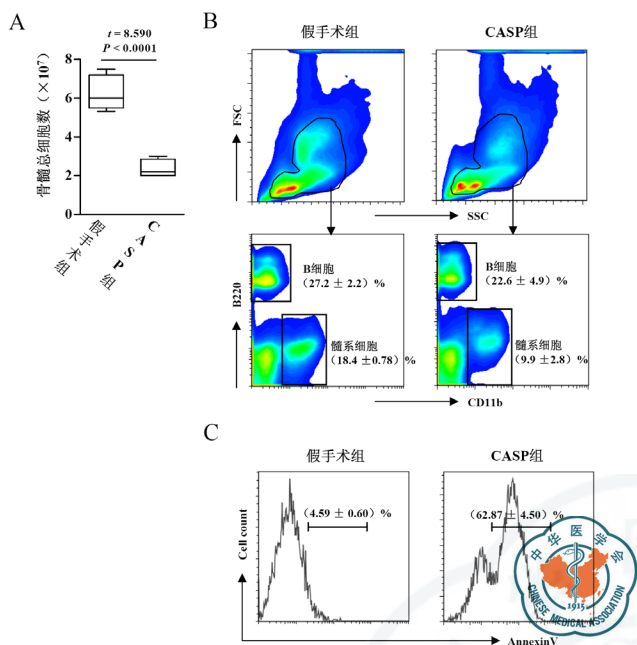 A
t = 8.590
P < 0.0001
骨髓总细胞数（×10⁷）
8
6
4
2
0
假手术组
CASP组
B
假手术组
CASP组
FSC
SSC
B220
B细胞
（27.2 ± 2.2）%
髓系细胞
（18.4 ±0.78）%
B细胞
（22.6 ± 4.9）%
髓系细胞
（9.9 ±2.8）%
CD11b
C
假手术组
CASP组
Cell count
（4.59 ± 0.60）%
（62.87 ± 4.50）%
AnnexinV
中华医学会
1915
CHINESE MEDICAL ASSOCIATION